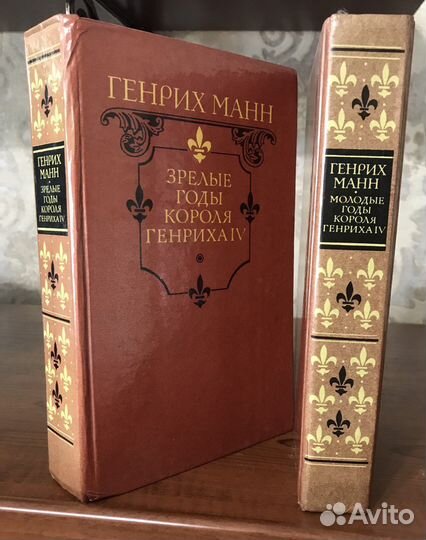 ГЕНРИХ
МАНН
ЗРЕЛЫЕ
ГОДЫ
КОРОЛЯ
ГЕНРИХА IV
ГЕНРИХ МАНН
ЗРЕЛЫЕ
ГОДЫ
КОРОЛЯ
ГЕНРИХА IV
ГЕНРИХ
МАНН
МОЛОДЫЕ
ГОДЫ
КОРОЛЯ
ГЕНРИХА IV
Avito